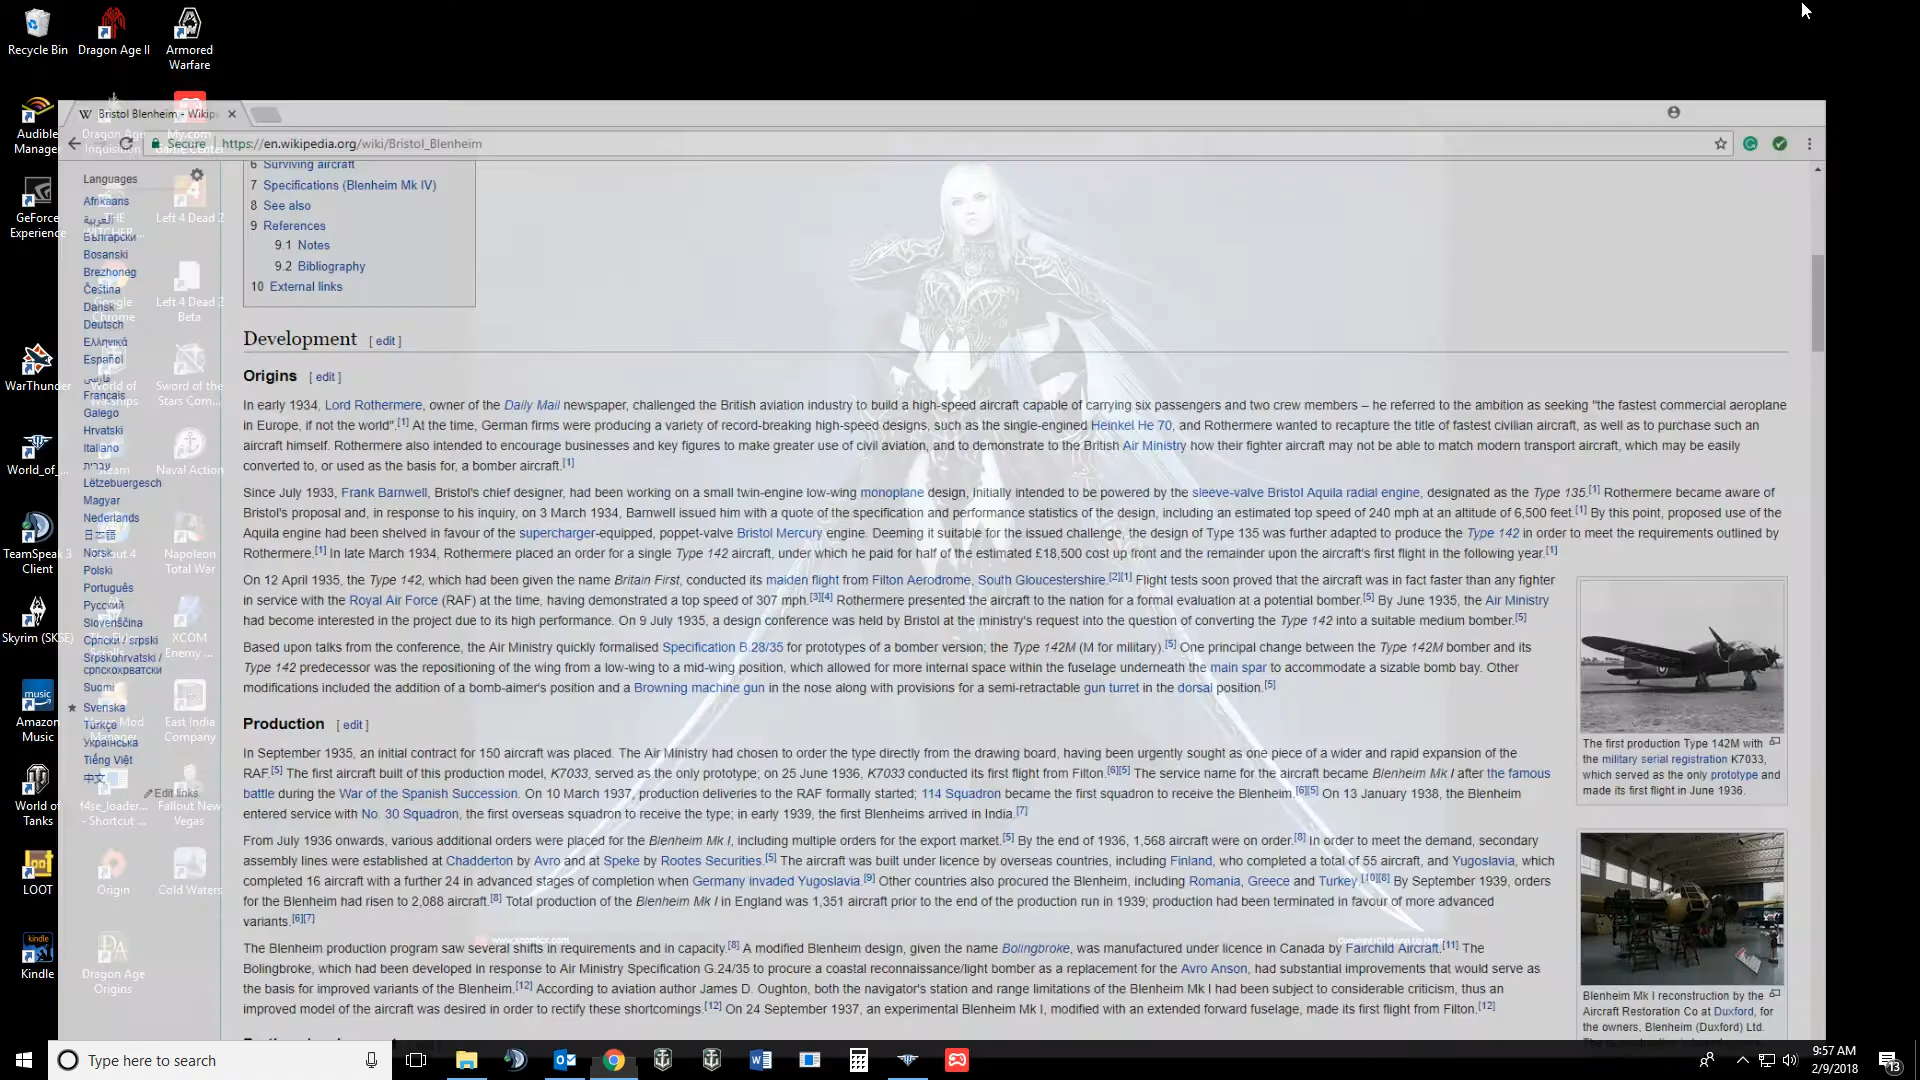 Recycle Bin
Dragon Age II
Armored
Warfare
Audible
Manager
GeForce
Experience
WarThunder
World_of_...
TeamSpeak 3
Client
Skyrim (SKSE)
Amazon
Music
World of
Tanks
LOOT
Kindle
Dragon Age
Inquisition
My.com
Game Center
THE
WITCHER ...
Left 4 Dead 2
Google
Chrome
Left 4 Dead 2
Beta
World of
Warships
Sword of the
Stars Com...
Steam
Naval Action
Napoleon
Total War
XCOM
Enemy ...
Mod
Manager
East India
Company
f4se_loader...
- Shortcut ...
Fallout New
Vegas
Origin
Cold Waters
Dragon Age
Origins
Bristol Blenheim - Wikip
Secure
https://en.wikipedia.org/wiki/Bristol_Blenheim
Languages
Afrikaans
العربية
Български
Bosanski
Brezhoneg
Čeština
Dansk
Deutsch
Ελληνικά
Español
فارسی
Français
Galego
Hrvatski
Italiano
עברית
Lëtzebuergesch
Magyar
Nederlands
日本語
Norsk
Polski
Português
Русский
Slovenščina
Српски / srpski
Srpskohrvatski /
српскохрватски
Suomi
Svenska
Türkçe
Українська
Tiếng Việt
中文
Edit links
6 Surviving aircraft
7 Specifications (Blenheim Mk IV)
8 See also
9 References
9.1 Notes
9.2 Bibliography
10 External links
Development [ edit ]
Origins [ edit ]
In early 1934, Lord Rothermere, owner of the Daily Mail newspaper, challenged the British aviation industry to build a high-speed aircraft capable of carrying six passengers and two crew members – he referred to the ambition as seeking "the fastest commercial aeroplane
in Europe, if not the world".[1] At the time, German firms were producing a variety of record-breaking high-speed designs, such as the single-engined Heinkel He 70, and Rothermere wanted to recapture the title of fastest civilian aircraft, as well as to purchase such an
aircraft himself. Rothermere also intended to encourage businesses and key figures to make greater use of civil aviation, and to demonstrate to the British Air Ministry how their fighter aircraft may not be able to match modern transport aircraft, which may be easily
converted to, or used as the basis for, a bomber aircraft.[1]
Since July 1933, Frank Barnwell, Bristol's chief designer, had been working on a small twin-engine low-wing monoplane design, initially intended to be powered by the sleeve-valve Bristol Aquila radial engine, designated as the Type 135.[1] Rothermere became aware of
Bristol's proposal and, in response to his inquiry, on 3 March 1934, Barnwell issued him with a quote of the specification and performance statistics of the design, including an estimated top speed of 240 mph at an altitude of 6,500 feet.[1] By this point, proposed use of the
Aquila engine had been shelved in favour of the supercharger-equipped, poppet-valve Bristol Mercury engine. Deeming it suitable for the issued challenge, the design of Type 135 was further adapted to produce the Type 142 in order to meet the requirements outlined by
Rothermere.[1] In late March 1934, Rothermere placed an order for a single Type 142 aircraft, under which he paid for half of the estimated £18,500 cost up front and the remainder upon the aircraft's first flight in the following year.[1]
On 12 April 1935, the Type 142, which had been given the name Britain First, conducted its maiden flight from Filton Aerodrome, South Gloucestershire.[2][1] Flight tests soon proved that the aircraft was in fact faster than any fighter
in service with the Royal Air Force (RAF) at the time, having demonstrated a top speed of 307 mph.[3][4] Rothermere presented the aircraft to the nation for a formal evaluation at a potential bomber.[5] By June 1935, the Air Ministry
had become interested in the project due to its high performance. On 9 July 1935, a design conference was held by Bristol at the ministry's request into the question of converting the Type 142 into a suitable medium bomber.[5]
Based upon talks from the conference, the Air Ministry quickly formalised Specification B.28/35 for prototypes of a bomber version; the Type 142M (M for military).[5] One principal change between the Type 142M bomber and its
Type 142 predecessor was the repositioning of the wing from a low-wing to a mid-wing position, which allowed for more internal space within the fuselage underneath the main spar to accommodate a sizable bomb bay. Other
modifications included the addition of a bomb-aimer's position and a Browning machine gun in the nose along with provisions for a semi-retractable gun turret in the dorsal position.[5]
Production [ edit ]
In September 1935, an initial contract for 150 aircraft was placed. The Air Ministry had chosen to order the type directly from the drawing board, having been urgently sought as one piece of a wider and rapid expansion of the
RAF.[5] The first aircraft built of this production model, K7033, served as the only prototype; on 25 June 1936, K7033 conducted its first flight from Filton.[6][5] The service name for the aircraft became Blenheim Mk I after the famous
battle during the War of the Spanish Succession. On 10 March 1937, production deliveries to the RAF formally started; 114 Squadron became the first squadron to receive the Blenheim.[6][5] On 13 January 1938, the Blenheim
entered service with No. 30 Squadron, the first overseas squadron to receive the type; in early 1939, the first Blenheims arrived in India.[7]
From July 1936 onwards, various additional orders were placed for the Blenheim Mk I, including multiple orders for the export market.[5] By the end of 1936, 1,568 aircraft were on order.[8] In order to meet the demand, secondary
assembly lines were established at Chadderton by Avro and at Speke by Rootes Securities.[5] The aircraft was built under licence by overseas countries, including Finland, who completed a total of 55 aircraft, and Yugoslavia, which
completed 16 aircraft with a further 24 in advanced stages of completion when Germany invaded Yugoslavia.[9] Other countries also procured the Blenheim, including Romania, Greece and Turkey.[10][8] By September 1939, orders
for the Blenheim had risen to 2,088 aircraft.[8] Total production of the Blenheim Mk I in England was 1,351 aircraft prior to the end of the production run in 1939; production had been terminated in favour of more advanced
variants.[6][7]
The Blenheim production program saw several shifts in requirements and in capacity.[8] A modified Blenheim design, given the name Bolingbroke, was manufactured under licence in Canada by Fairchild Aircraft.[11] The
Bolingbroke, which had been developed in response to Air Ministry Specification G.24/35 to procure a coastal reconnaissance/light bomber as a replacement for the Avro Anson, had substantial improvements that would serve as
the basis for improved variants of the Blenheim.[12] According to aviation author James D. Oughton, both the navigator's station and range limitations of the Blenheim Mk I had been subject to considerable criticism, thus an
improved model of the aircraft was desired in order to rectify these shortcomings.[12] On 24 September 1937, an experimental Blenheim Mk I, modified with an extended forward fuselage, made its first flight from Filton.[12]
The first production Type 142M with
the military serial registration K7033,
which served as the only prototype and
made its first flight in June 1936.
Blenheim Mk I reconstruction by the
Aircraft Restoration Co at Duxford, for
the owners, Blenheim (Duxford) Ltd.
Type here to search
9:57 AM
2/9/2018
13